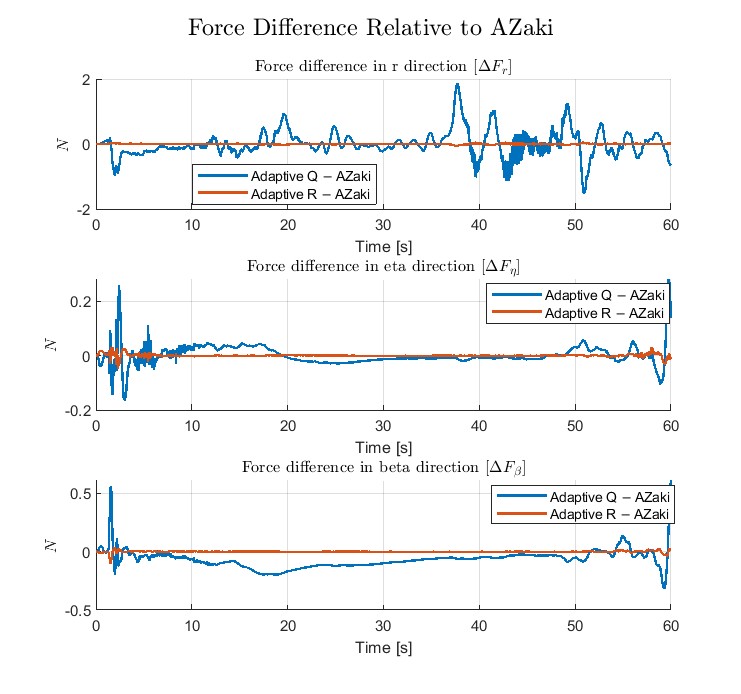 Force Difference Relative to AZaki
Force difference in r direction [ΔF_r]
2
0
-2
N
Adaptive Q − AZaki
Adaptive R − AZaki
0 10 20 30 40 50 60
Time [s]
Force difference in eta direction [ΔF_η]
0.2
0
-0.2
N
Adaptive Q − AZaki
Adaptive R − AZaki
0 10 20 30 40 50 60
Time [s]
Force difference in beta direction [ΔF_β]
0.5
0
-0.5
N
Adaptive Q − AZaki
Adaptive R − AZaki
0 10 20 30 40 50 60
Time [s]